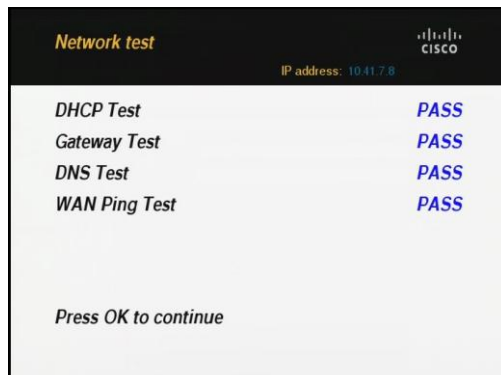 Network test
CISCO
IP address: 10.41.7.8
DHCP Test PASS
Gateway Test PASS
DNS Test PASS
WAN Ping Test PASS
Press OK to continue